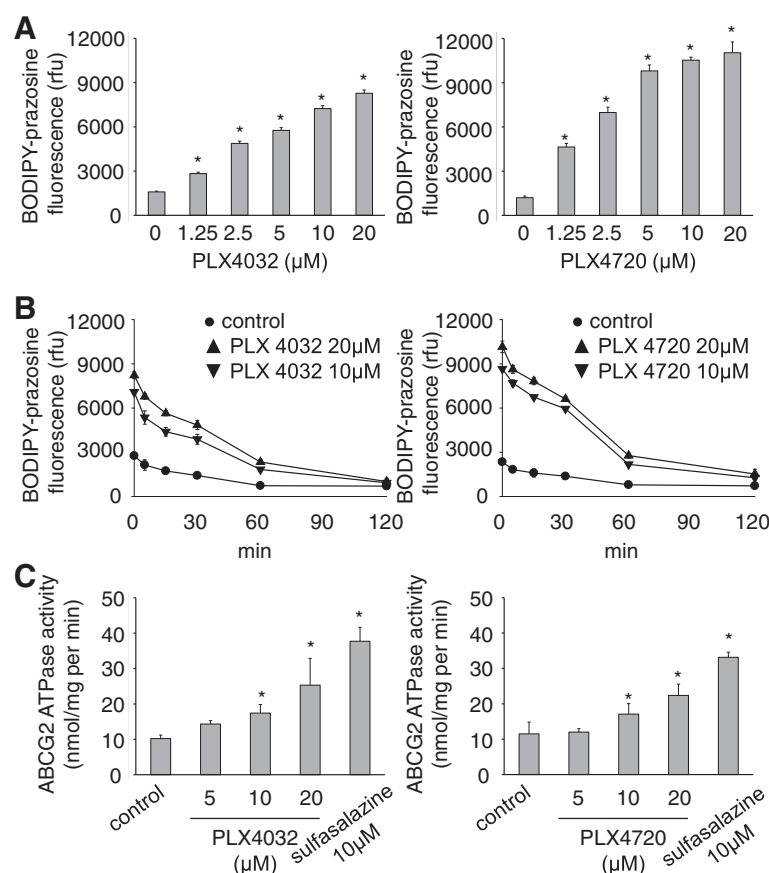 A
BODIPY-prazosine
fluorescence (rfu)
12000
9000
6000
3000
0
* * * * *
0 1.25 2.5 5 10 20
PLX4032 (µM)
BODIPY-prazosine
fluorescence (rfu)
12000
9000
6000
3000
0
* * * * *
0 1.25 2.5 5 10 20
PLX4720 (µM)
B
BODIPY-prazosine
fluorescence (rfu)
12000
9000
6000
3000
0
control
PLX 4032 20µM
PLX 4032 10µM
0 30 60 90 120
min
BODIPY-prazosine
fluorescence (rfu)
12000
9000
6000
3000
0
control
PLX 4720 20µM
PLX 4720 10µM
0 30 60 90 120
min
C
ABCG2 ATPase activity
(nmol/mg per min)
50
40
30
20
10
0
* * *
control 5 10 20 sulfasalazine
10µM
PLX4032
(µM)
ABCG2 ATPase activity
(nmol/mg per min)
50
40
30
20
10
0
* * *
control 5 10 20 sulfasalazine
10µM
PLX4720
(µM)